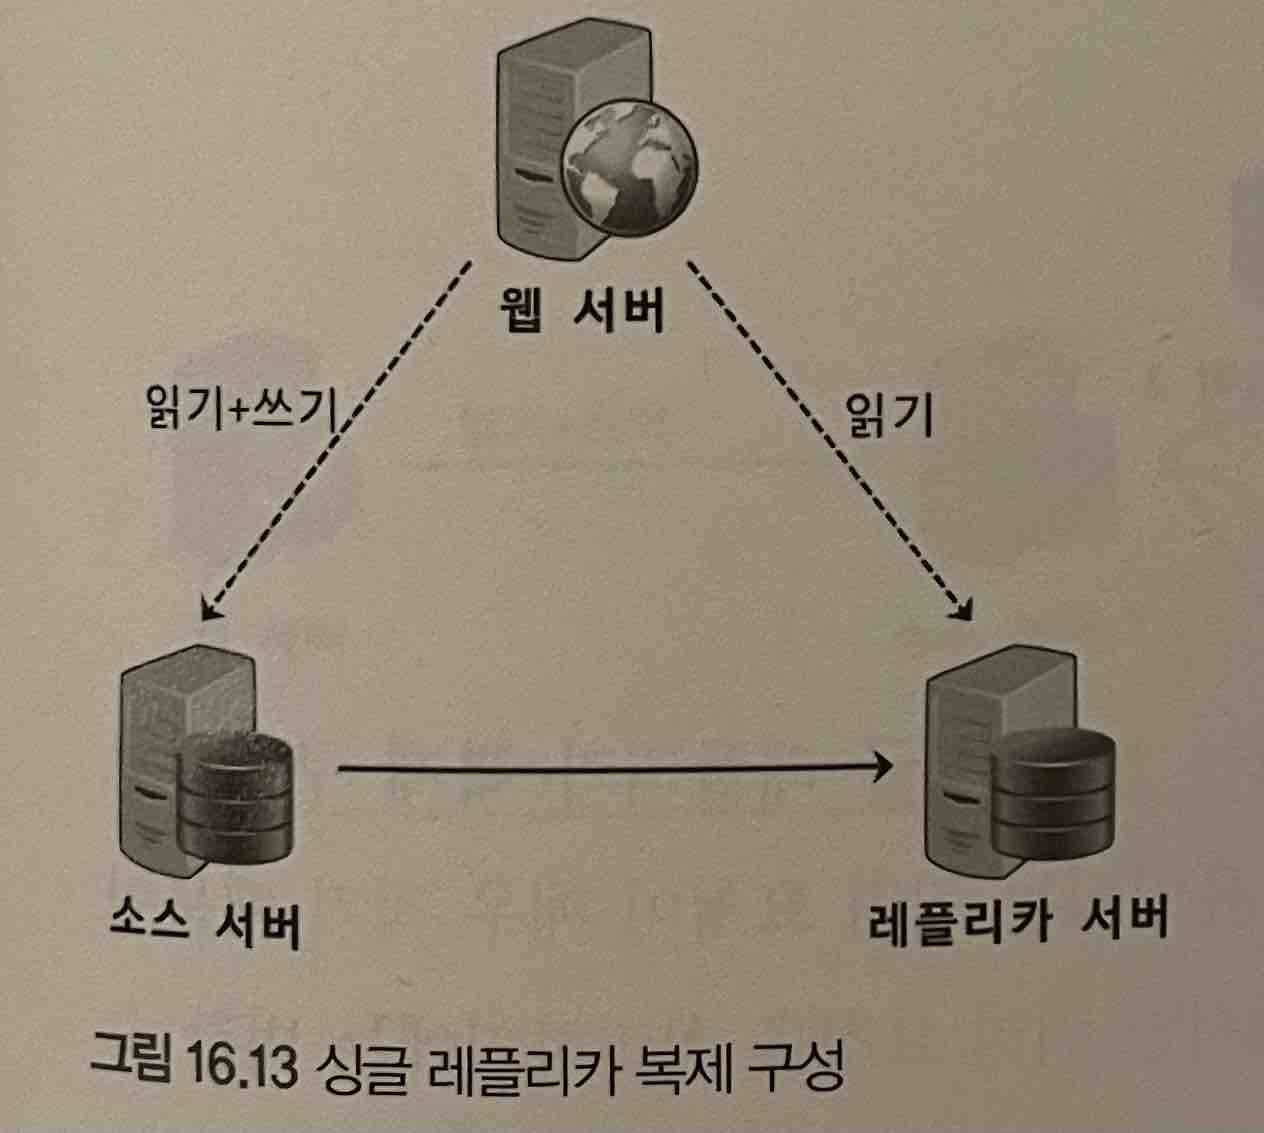 웹 서버
읽기+쓰기
읽기
소스 서버
레플리카 서버
그림 16.13 싱글 레플리카 복제 구성